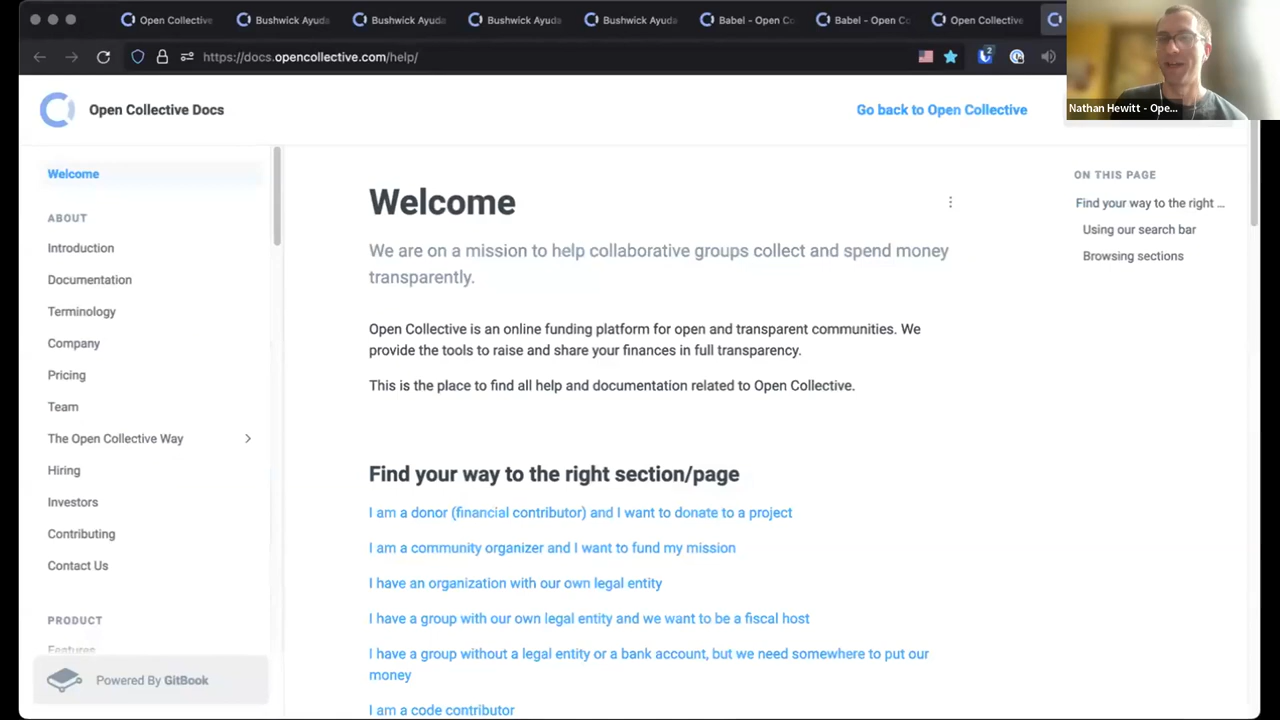 Open Collective
Bushwick Ayuda
Bushwick Ayuda
Bushwick Ayuda
Bushwick Ayuda
Babel - Open Co
Babel - Open Co
Open Collective
https://docs.opencollective.com/help/
2
Nathan Hewitt - Ope...
Open Collective Docs
Go back to Open Collective
Welcome
ABOUT
Introduction
Documentation
Terminology
Company
Pricing
Team
The Open Collective Way
Hiring
Investors
Contributing
Contact Us
PRODUCT
Features
Powered By GitBook
Welcome
We are on a mission to help collaborative groups collect and spend money
transparently.
Open Collective is an online funding platform for open and transparent communities. We
provide the tools to raise and share your finances in full transparency.
This is the place to find all help and documentation related to Open Collective.
Find your way to the right section/page
I am a donor (financial contributor) and I want to donate to a project
I am a community organizer and I want to fund my mission
I have an organization with our own legal entity
I have a group with our own legal entity and we want to be a fiscal host
I have a group without a legal entity or a bank account, but we need somewhere to put our
money
I am a code contributor
ON THIS PAGE
Find your way to the right ...
Using our search bar
Browsing sections